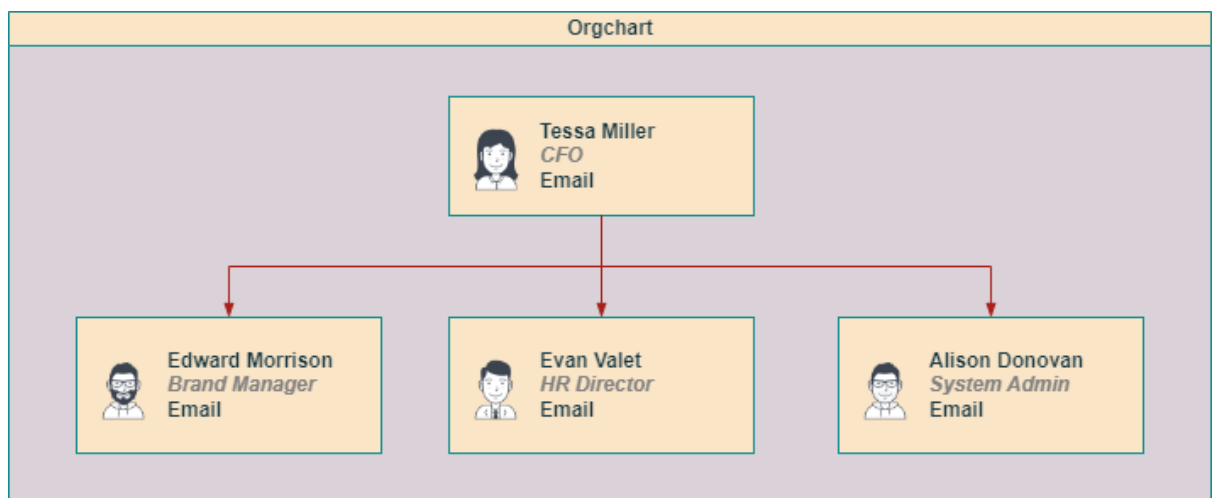 Orgchart
Tessa Miller
CFO
Email
Edward Morrison
Brand Manager
Email
Evan Valet
HR Director
Email
Alison Donovan
System Admin
Email